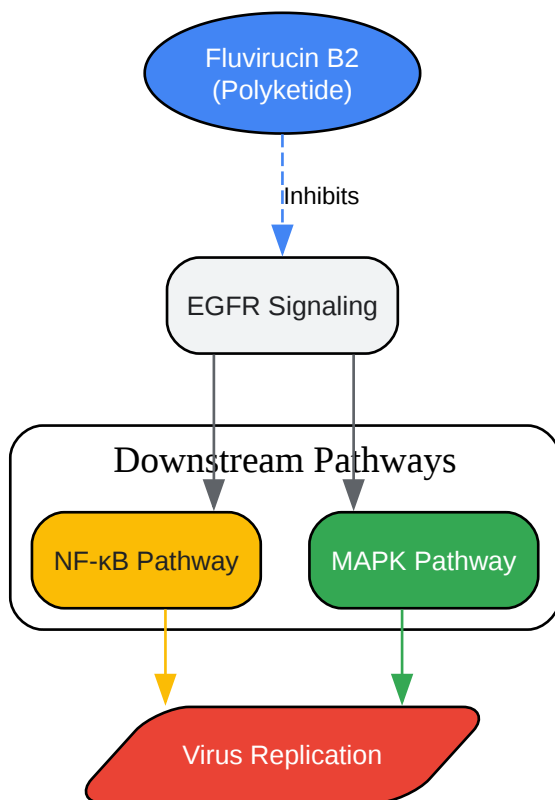 Fluvirucin B2
(Polyketide)
Inhibits
EGFR Signaling
Downstream Pathways
NF-κB Pathway
MAPK Pathway
Virus Replication